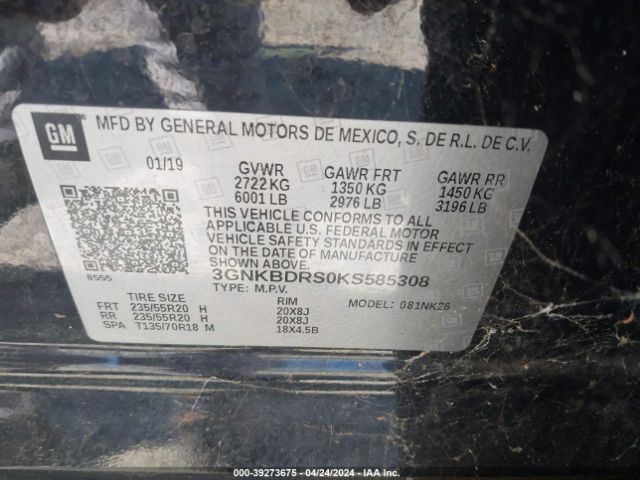 GM
MFD BY GENERAL MOTORS DE MEXICO, S. DE R.L. DE C.V.
01/19
GVWR GAWR FRT GAWR RR
2722 KG 1350 KG 1450 KG
6001 LB 2976 LB 3196 LB
THIS VEHICLE CONFORMS TO ALL
APPLICABLE U.S. FEDERAL MOTOR
VEHICLE SAFETY STANDARDS IN EFFECT
ON THE DATE OF MANUFACTURE
SHOWN ABOVE.
3GNKBDRS0KS585308
8555
TYPE: M.P.V. MODEL: 081NK26
TIRE SIZE RIM
FRT 235/55R20 H 20X8J
RR 235/55R20 H 20X8J
SPA T135/70R18 M 18X4.5B
000-39273675 - 04/24/2024 - IAA Inc.